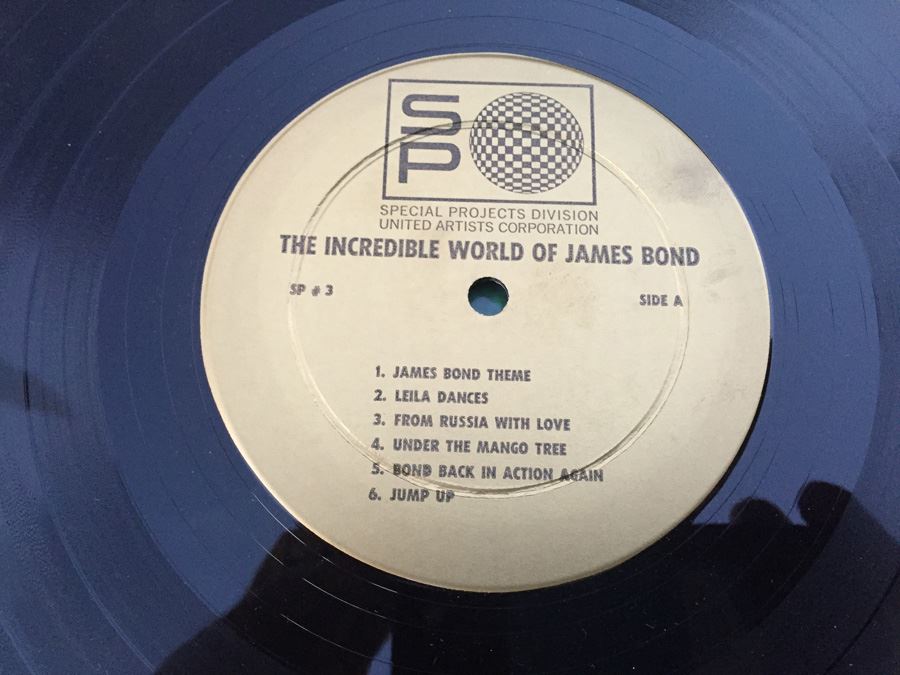 SP
SPECIAL PROJECTS DIVISION
UNITED ARTISTS CORPORATION
THE INCREDIBLE WORLD OF JAMES BOND
SP # 3
SIDE A
1. JAMES BOND THEME
2. LEILA DANCES
3. FROM RUSSIA WITH LOVE
4. UNDER THE MANGO TREE
5. BOND BACK IN ACTION AGAIN
6. JUMP UP